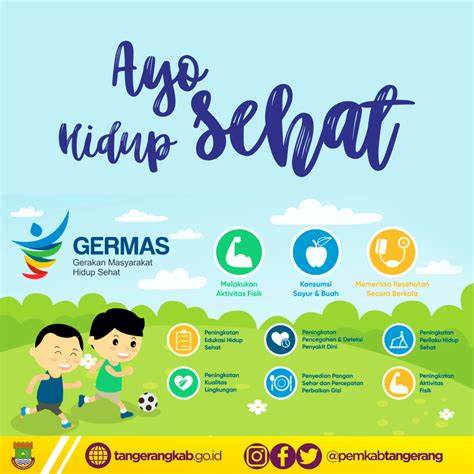 Ayo
Hidup Sehat
GERMAS
Gerakan Masyarakat
Hidup Sehat
Melakukan
Aktivitas Fisik
Konsumsi
Sayur & Buah
Memeriksa Kesehatan
Secara Berkala
Peningkatan
Edukasi Hidup
Sehat
Peningkatan
Pencegahan & Deteksi
Penyakit Dini
Peningkatan
Perilaku Hidup
Sehat
Peningkatan
Kualitas
Lingkungan
Penyedian Pangan
Sehar dan Percepatan
Perbaikan Gizi
Peningkatan
Aktivitas
Fisik
tangerangkab.go.id
@pemkabtangerang